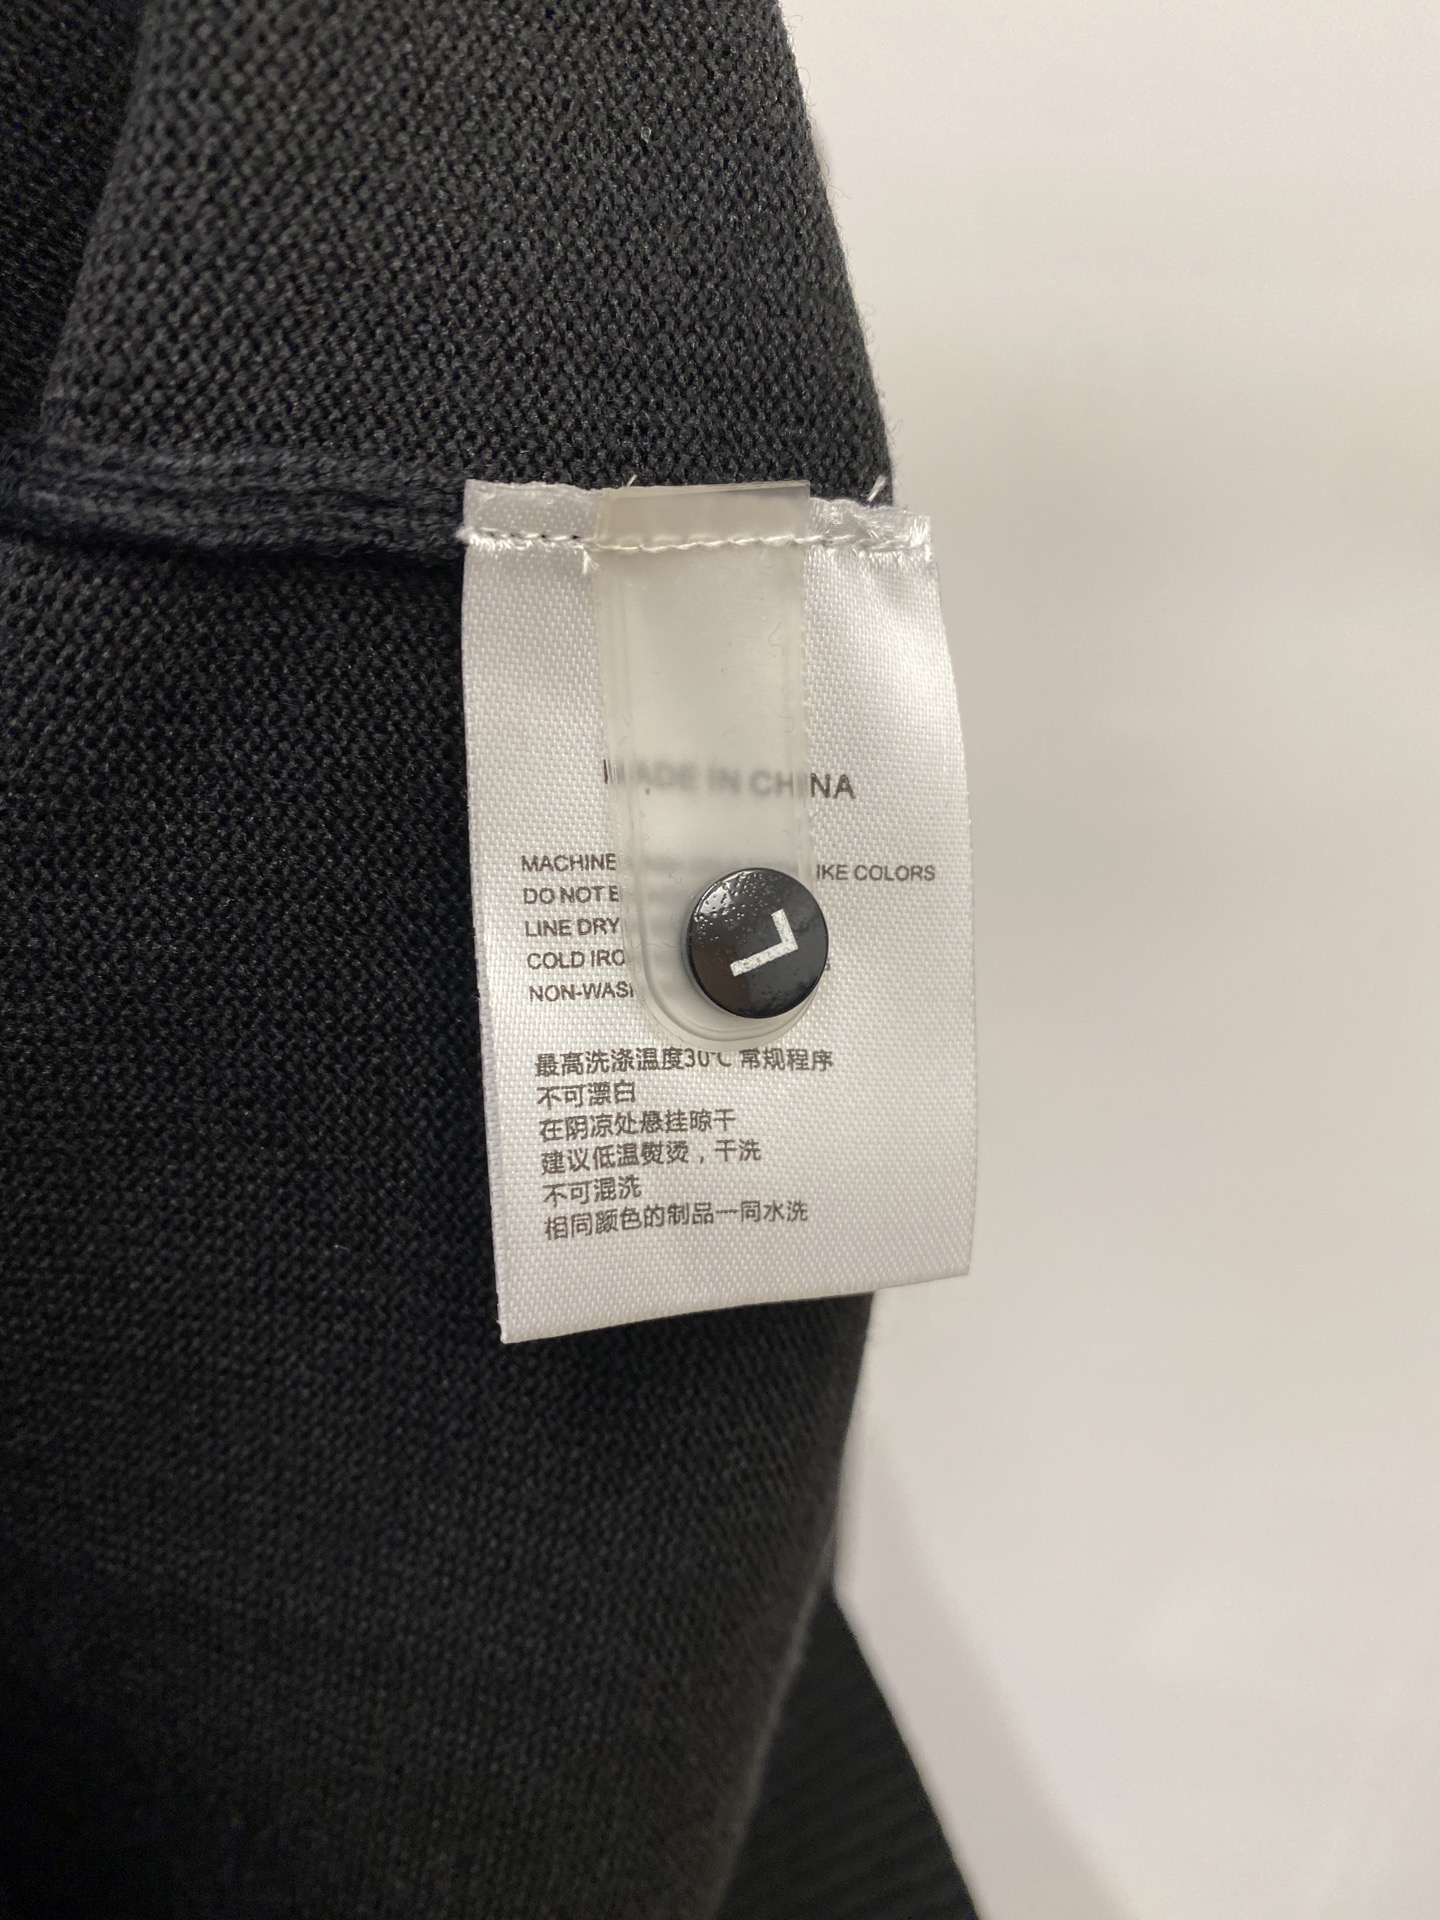 MADE IN CHINA
MACHINE IKE COLORS
DO NOT B
LINE DRY
COLD IRO
NON-WAS
L
最高洗涤温度30℃ 常规程序
不可漂白
在阴凉处悬挂晾干
建议低温熨烫，干洗
不可混洗
相同颜色的制品一同水洗